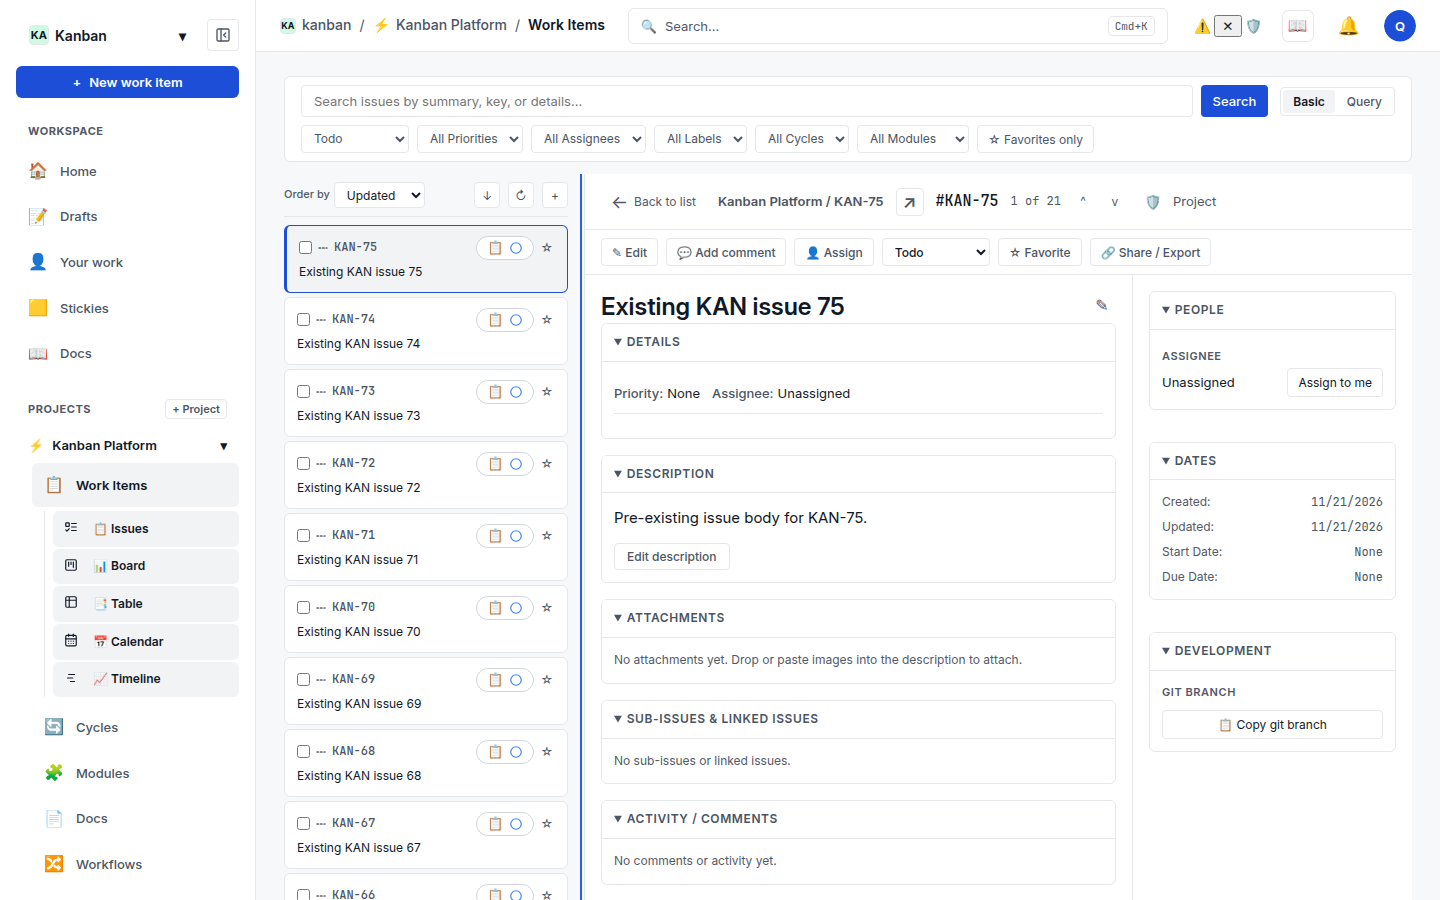 KA Kanban ▾
+ New work item
WORKSPACE
🏠 Home
📝 Drafts
👤 Your work
🟨 Stickies
📖 Docs
PROJECTS
+ Project
⚡ Kanban Platform ▾
📋 Work Items
📋 Issues
📊 Board
📑 Table
📅 Calendar
📈 Timeline
🔄 Cycles
🧩 Modules
📄 Docs
🔀 Workflows
KA kanban / ⚡ Kanban Platform / Work Items
🔍 Search... Cmd+K
⚠️ ✕ 🛡️ 📖 🔔 Q
Search issues by summary, key, or details...
Search
Basic Query
Todo All Priorities All Assignees All Labels All Cycles All Modules ☆ Favorites only
Order by Updated ↓ ↻ +
--- KAN-75 📋 ☆
Existing KAN issue 75
--- KAN-74 📋 ☆
Existing KAN issue 74
--- KAN-73 📋 ☆
Existing KAN issue 73
--- KAN-72 📋 ☆
Existing KAN issue 72
--- KAN-71 📋 ☆
Existing KAN issue 71
--- KAN-70 📋 ☆
Existing KAN issue 70
--- KAN-69 📋 ☆
Existing KAN issue 69
--- KAN-68 📋 ☆
Existing KAN issue 68
--- KAN-67 📋 ☆
Existing KAN issue 67
--- KAN-66 📋 ☆
← Back to list Kanban Platform / KAN-75 ↗ #KAN-75 1 of 21 ^ v 🛡️ Project
✎ Edit 💬 Add comment 👤 Assign Todo ☆ Favorite 🔗 Share / Export
Existing KAN issue 75 ✎
▼ DETAILS
Priority: None Assignee: Unassigned
▼ DESCRIPTION
Pre-existing issue body for KAN-75.
Edit description
▼ ATTACHMENTS
No attachments yet. Drop or paste images into the description to attach.
▼ SUB-ISSUES & LINKED ISSUES
No sub-issues or linked issues.
▼ ACTIVITY / COMMENTS
No comments or activity yet.
▼ PEOPLE
ASSIGNEE
Unassigned Assign to me
▼ DATES
Created: 11/21/2026
Updated: 11/21/2026
Start Date: None
Due Date: None
▼ DEVELOPMENT
GIT BRANCH
📋 Copy git branch